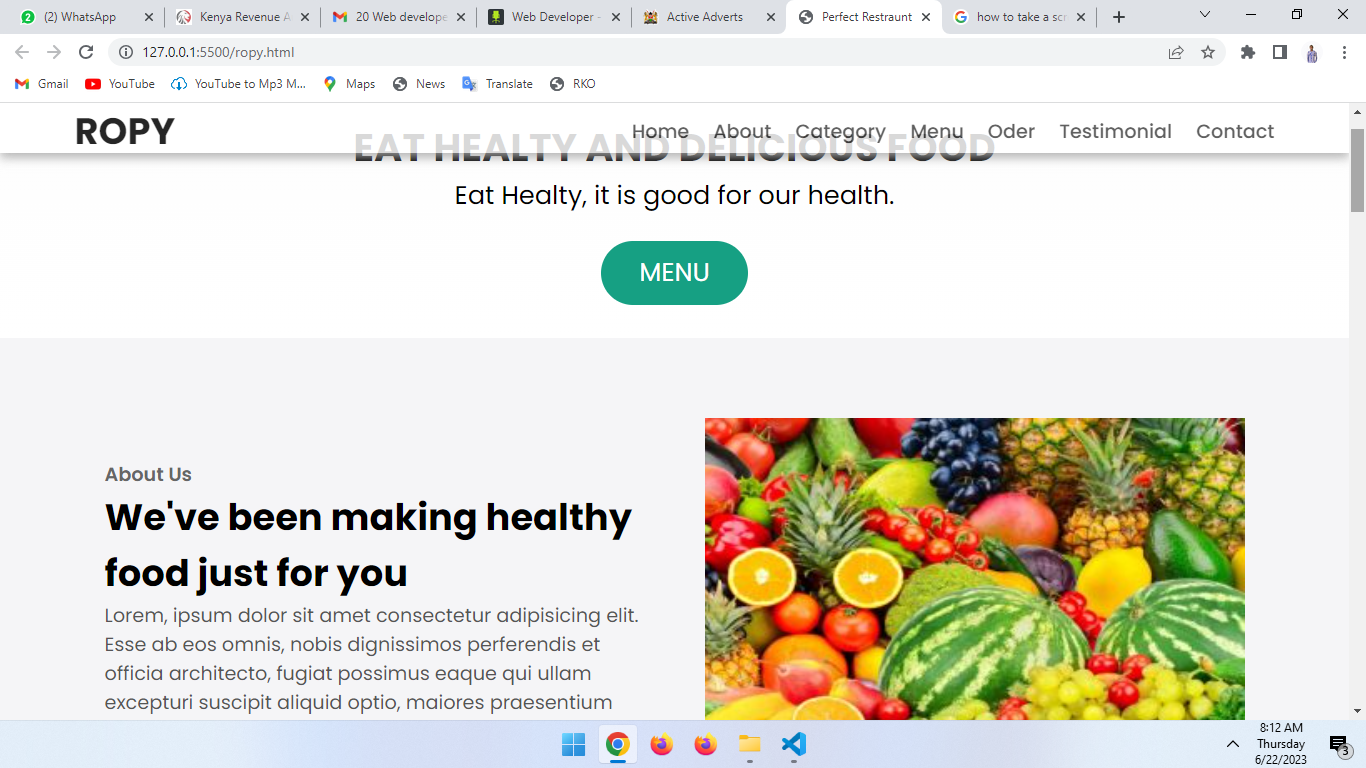 (2) WhatsApp
Kenya Revenue A
20 Web develope
Web Developer -
Active Adverts
Perfect Restraunt
how to take a scr
127.0.0.1:5500/ropy.html
Gmail
YouTube
YouTube to Mp3 M...
Maps
News
Translate
RKO
ROPY
Home
About
Category
Menu
Oder
Testimonial
Contact
EAT HEALTY AND DELICIOUS FOOD
Eat Healty, it is good for our health.
MENU
About Us
We've been making healthy
food just for you
Lorem, ipsum dolor sit amet consectetur adipisicing elit.
Esse ab eos omnis, nobis dignissimos perferendis et
officia architecto, fugiat possimus eaque qui ullam
excepturi suscipit aliquid optio, maiores praesentium
8:12 AM
Thursday
6/22/2023
3